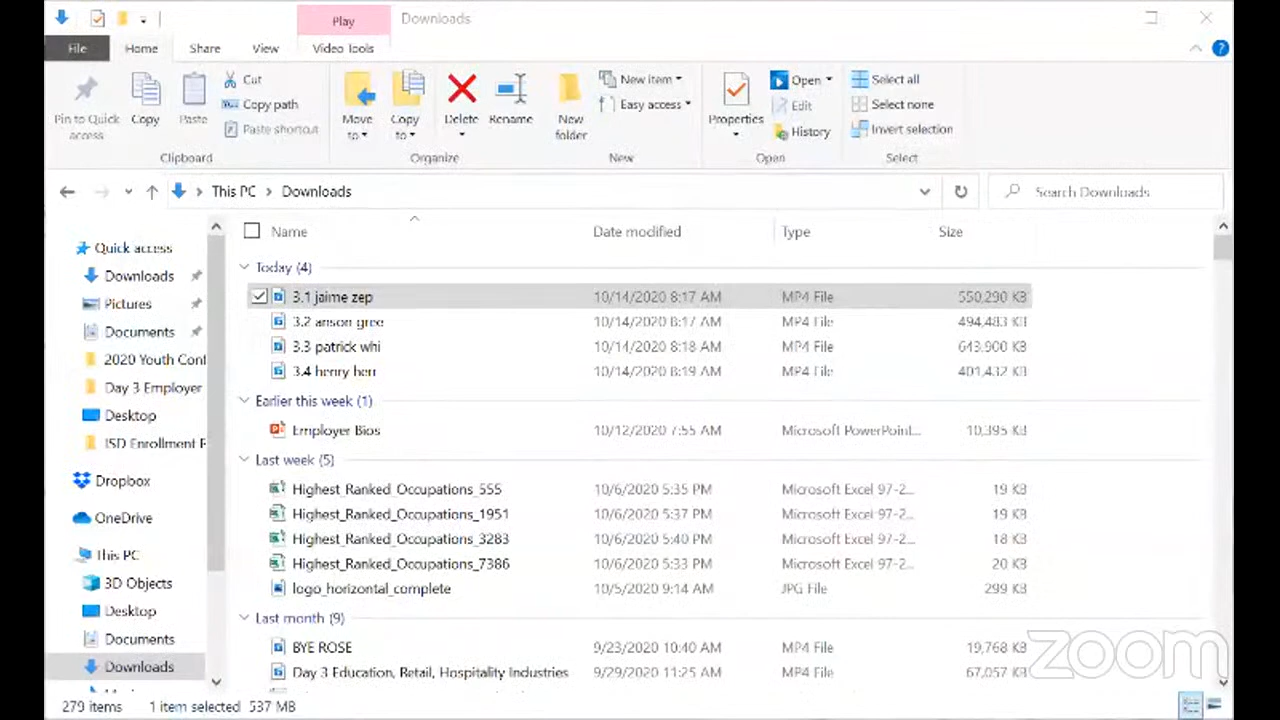 Play Downloads
File Home Share View Video Tools
Pin to Quick access
Copy
Paste
Cut
Copy path
Paste shortcut
Clipboard
Move to
Copy to
Delete
Rename
Organize
New folder
New item
Easy access
New
Properties
Open
Edit
History
Open
Select all
Select none
Invert selection
Select
This PC > Downloads
Search Downloads
Quick access
Downloads
Pictures
Documents
2020 Youth Conf
Day 3 Employer
Desktop
ISD Enrollment F
Dropbox
OneDrive
This PC
3D Objects
Desktop
Documents
Downloads
Name Date modified Type Size
Today (4)
3.1 jaime zep 10/14/2020 8:17 AM MP4 File 550,290 KB
3.2 anson gree 10/14/2020 8:17 AM MP4 File 494,483 KB
3.3 patrick whi 10/14/2020 8:18 AM MP4 File 643,900 KB
3.4 henry herr 10/14/2020 8:19 AM MP4 File 401,432 KB
Earlier this week (1)
Employer Bios 10/12/2020 7:55 AM Microsoft PowerPoint... 10,395 KB
Last week (5)
Highest_Ranked_Occupations_555 10/6/2020 5:35 PM Microsoft Excel 97-2... 19 KB
Highest_Ranked_Occupations_1951 10/6/2020 5:37 PM Microsoft Excel 97-2... 19 KB
Highest_Ranked_Occupations_3283 10/6/2020 5:40 PM Microsoft Excel 97-2... 18 KB
Highest_Ranked_Occupations_7386 10/6/2020 5:33 PM Microsoft Excel 97-2... 20 KB
logo_horizontal_complete 10/5/2020 9:14 AM JPG File 299 KB
Last month (9)
BYE ROSE 9/23/2020 10:40 AM MP4 File 19,768 KB
Day 3 Education, Retail, Hospitality Industries 9/29/2020 11:25 AM MP4 File 67,057 KB
279 items 1 item selected 537 MB
zoom